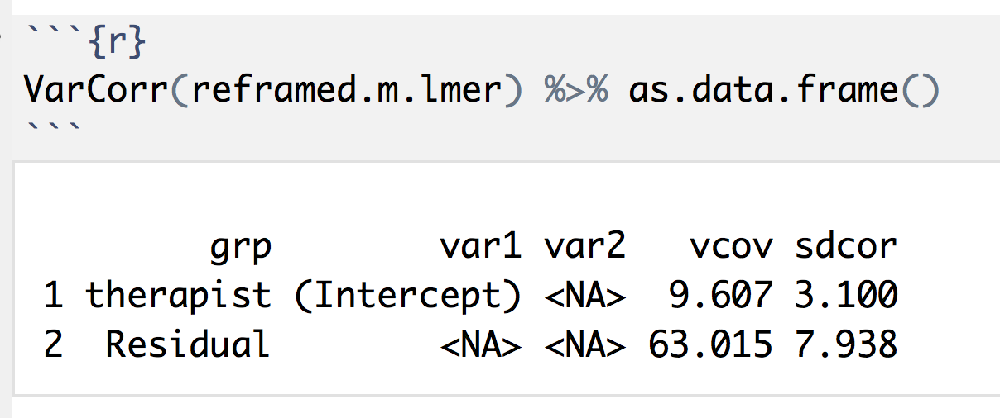 ```{r}
VarCorr(reframed.m.lmer) %>% as.data.frame()
```
grp var1 var2 vcov sdcor
1 therapist (Intercept) <NA> 9.607 3.100
2 Residual <NA> <NA> 63.015 7.938